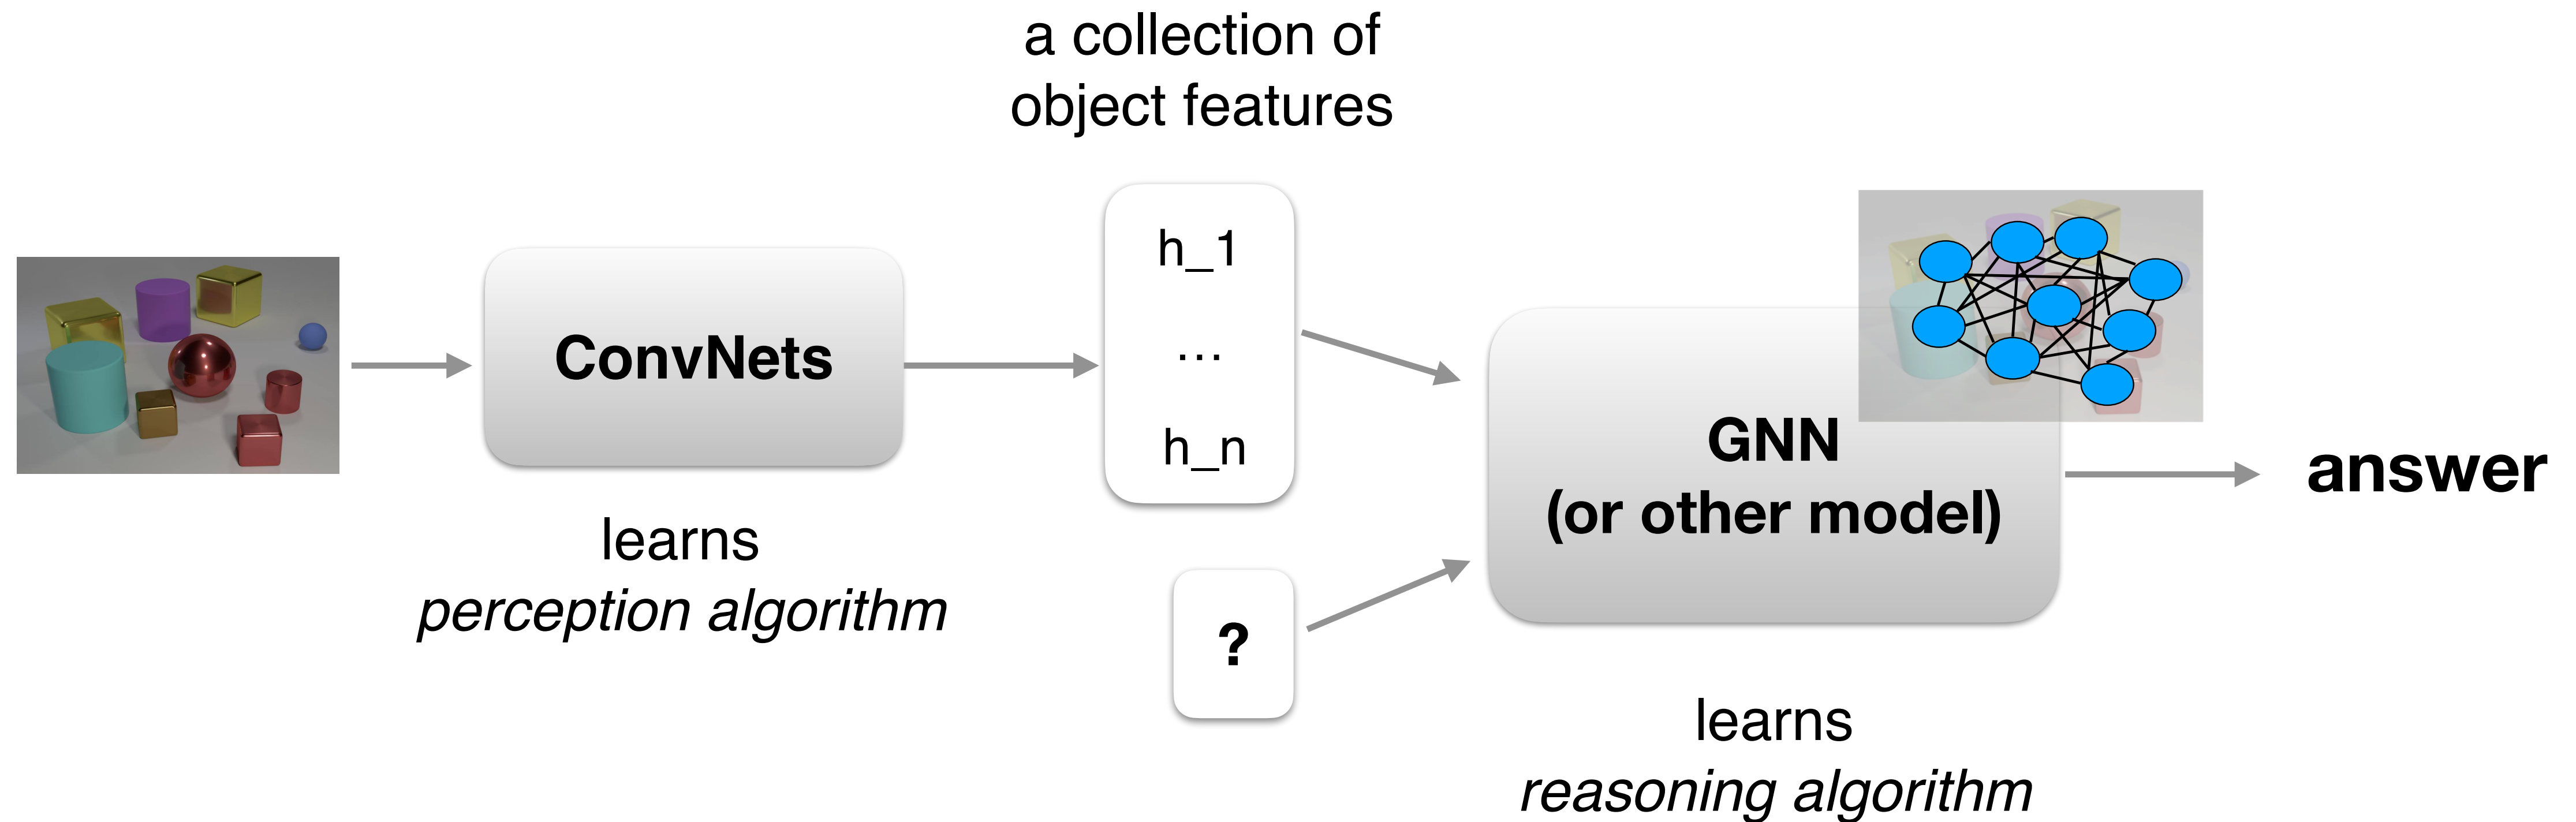 a collection of
object features
ConvNets
learns
perception algorithm
h_1
...
h_n
?
GNN
(or other model)
learns
reasoning algorithm
answer